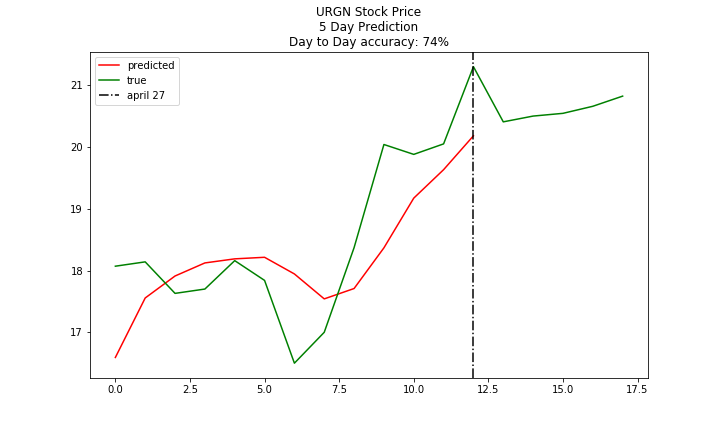 URGN Stock Price
5 Day Prediction
Day to Day accuracy: 74%
predicted
true
april 27
21
20
19
18
17
0.0 2.5 5.0 7.5 10.0 12.5 15.0 17.5